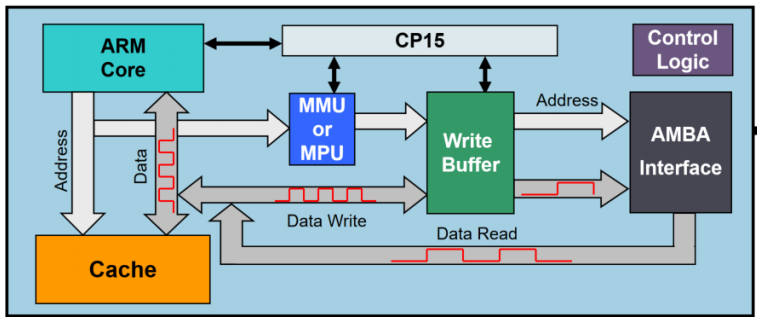 ARM
Core
CP15
Control
Logic
MMU
or
MPU
Address
Data
Write
Buffer
Address
AMBA
Interface
Data Write
Data Read
Cache